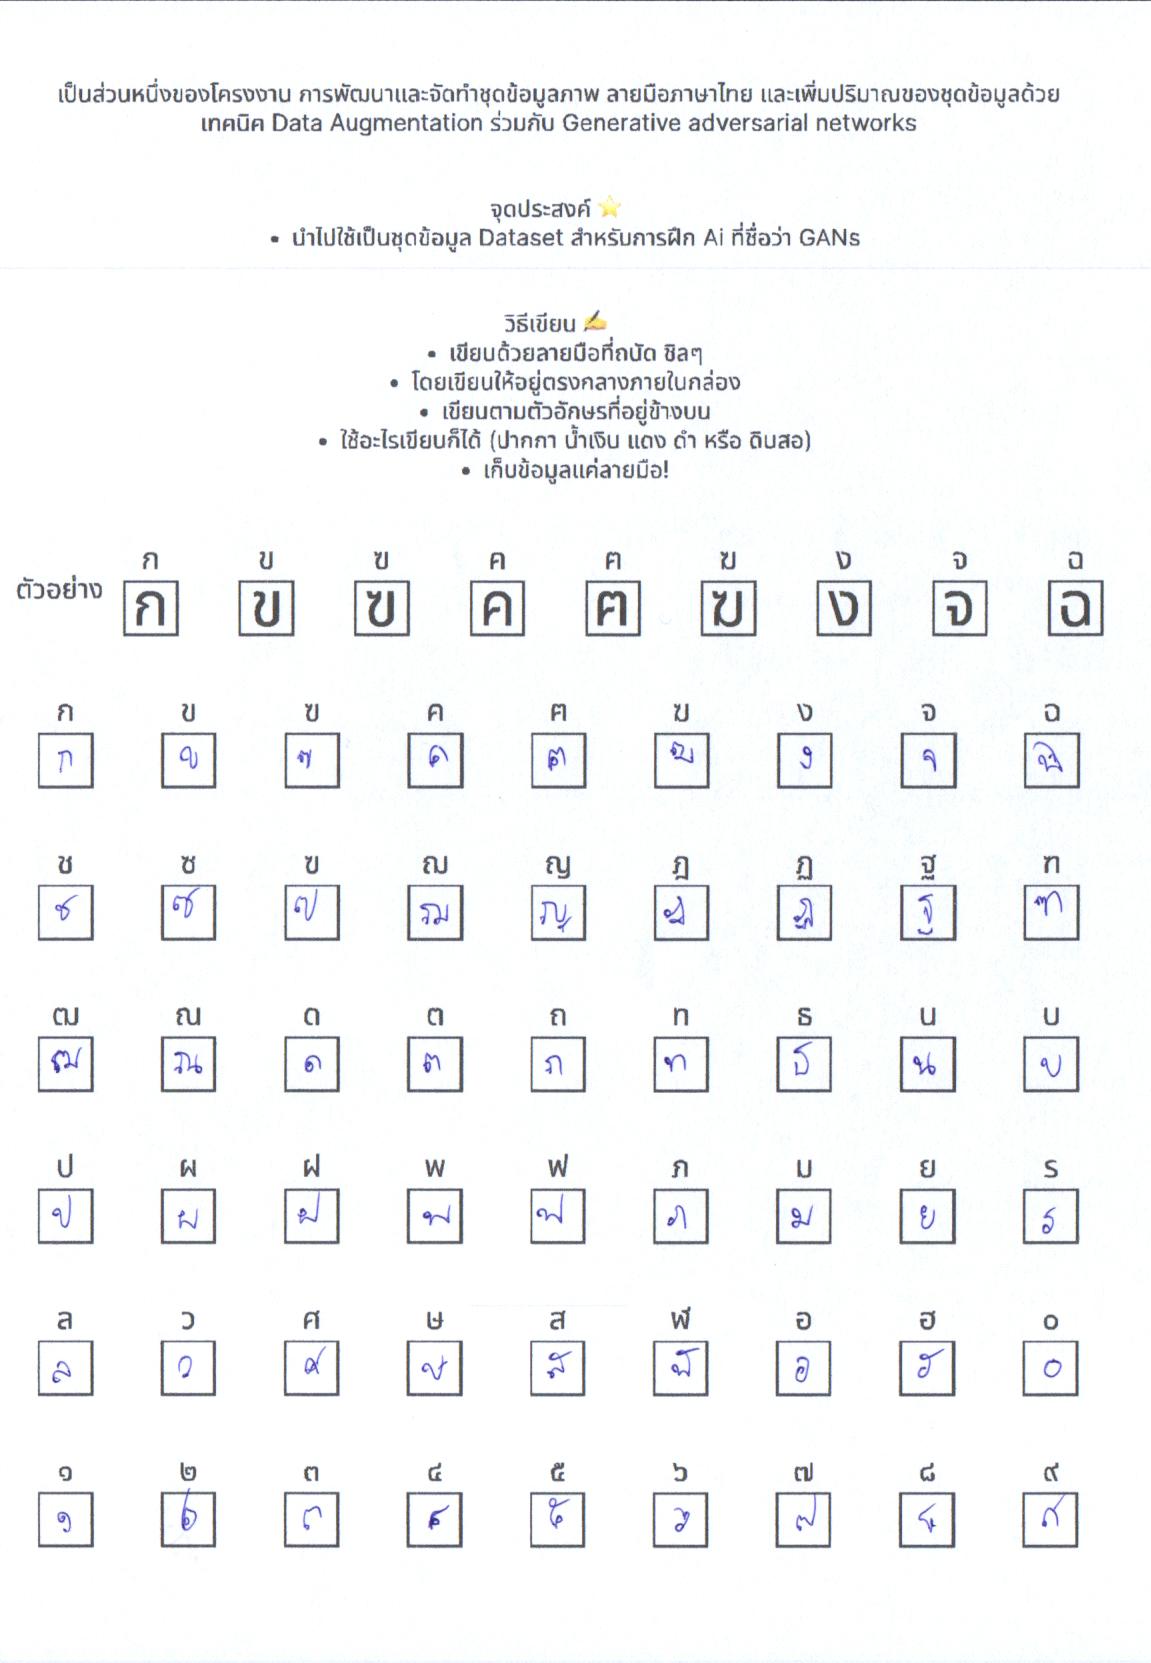 เป็นส่วนหนึ่งของโครงงาน การพัฒนาและจัดทำชุดข้อมูลภาพ ลายมือภาษาไทย และเพิ่มปริมาณของชุดข้อมูลด้วย
เทคนิค Data Augmentation ร่วมกับ Generative adversarial networks
จุดประสงค์ ⭐
• นำไปใช้เป็นชุดข้อมูล Dataset สำหรับการฝึก Ai ที่ชื่อว่า GANs
วิธีเขียน ✍
• เขียนด้วยลายมือที่ถนัด ชิลๆ
• โดยเขียนให้อยู่ตรงกลางภายในกล่อง
• เขียนตามตัวอักษรที่อยู่ข้างบน
• ใช้อะไรเขียนก็ได้ (ปากกา น้ำเงิน แดง ดำ หรือ ดินสอ)
• เก็บข้อมูลแค่ลายมือ!
ก ข ฃ ค ฅ ฆ ง จ ฉ
ตัวอย่าง ก ข ฃ ค ฅ ฆ ง จ ฉ
ก ข ฃ ค ฅ ฆ ง จ ฉ
ก ข ฃ ค ฅ ฆ ง จ ฉ
ช ซ ข ฌ ญ ฎ ฏ ฐ ฑ
ช ซ ฌ ญ ฎ ฏ ฐ ฑ
ฒ ณ ด ต ถ ท ธ น บ
ฒ ณ ด ต ถ ท ธ น บ
ป ผ ฝ พ ฟ ภ ม ย ร
ป ผ ฝ พ ฟ ภ ม ย ร
ล ว ศ ษ ส ฬ อ ฮ ๐
ล ว ศ ษ ส ฬ อ ฮ ๐
๑ ๒ ๓ ๔ ๕ ๖ ๗ ๘ ๙
๑ ๒ ๓ ๔ ๕ ๖ ๗ ๘ ๙